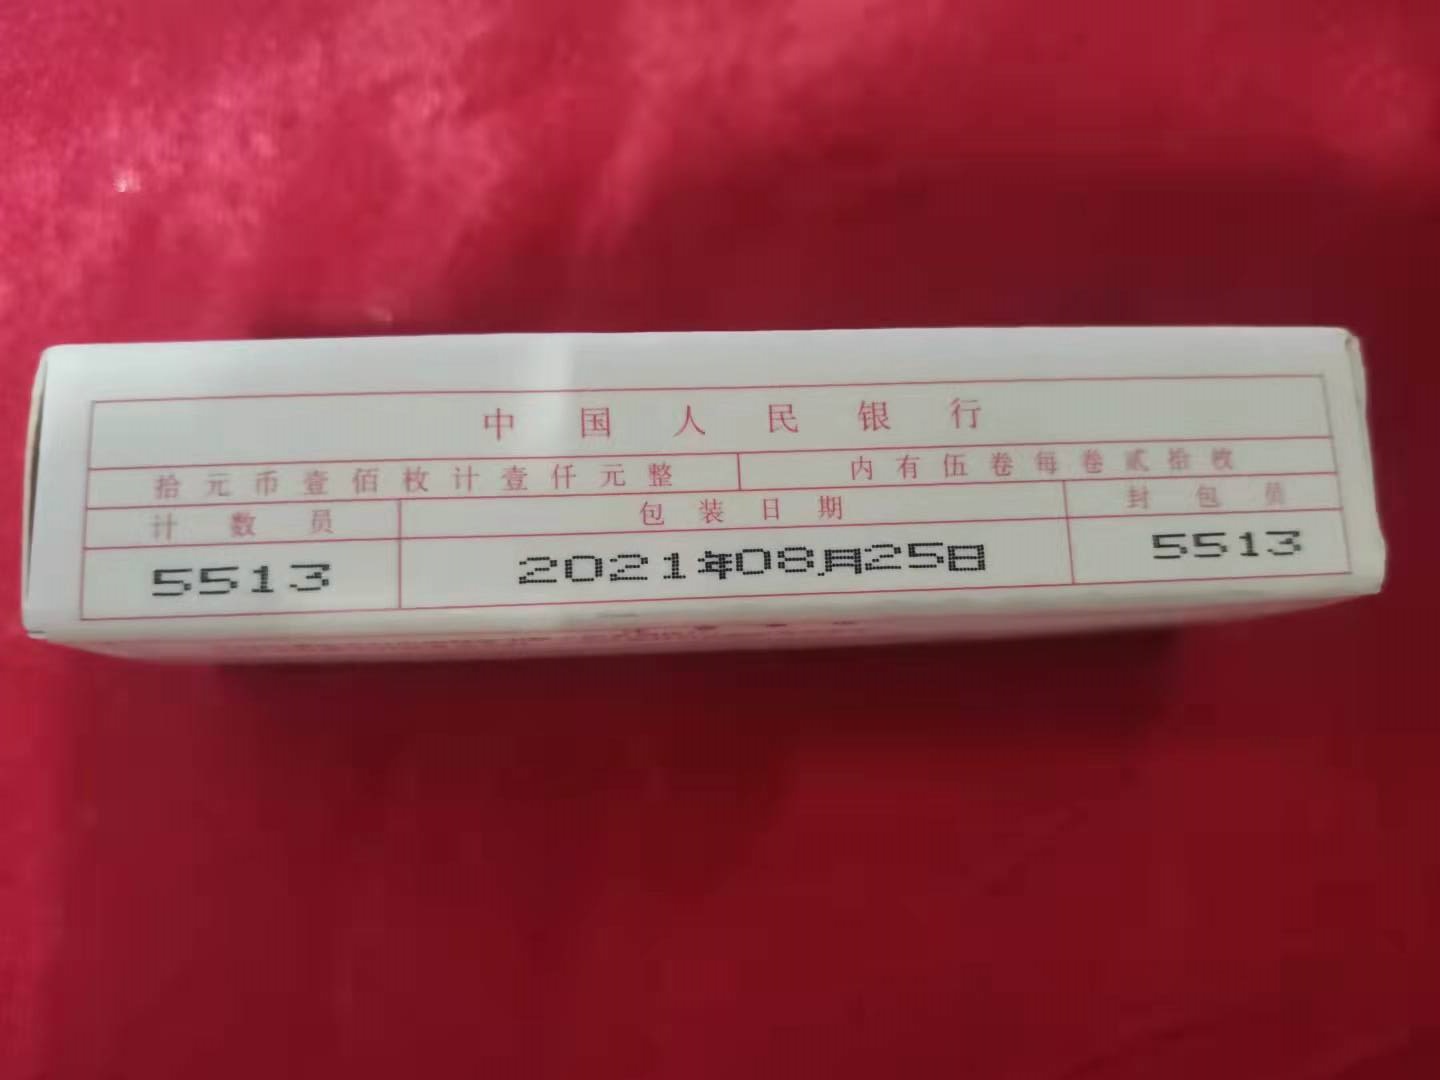 中国人民银行
拾元币壹佰枚计壹仟元整 内有伍卷每卷贰拾枚
计数员 包装日期 封包员
5513 2021年08月25日 5513